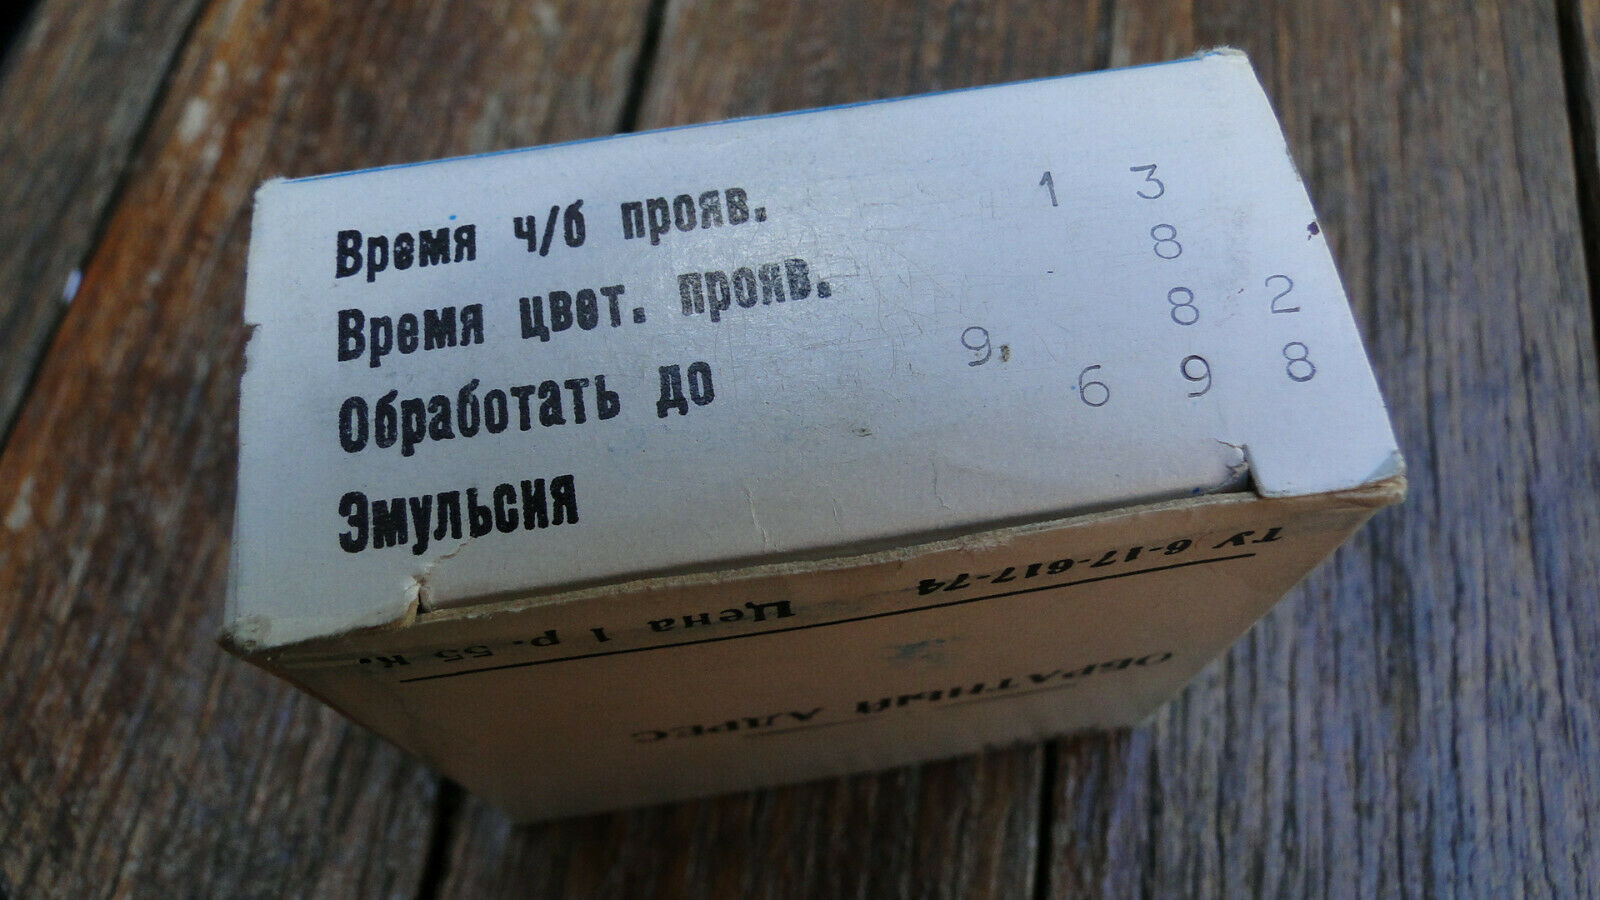 Время ч/б прояв. 1 3
Время цвет. прояв. 8
Обработать до 9, 8 2
Эмульсия 6 9 8
ТУ 6-17-617-74 Цена 1 р. 55 к.
ОБРАТНЫЙ АДРЕС